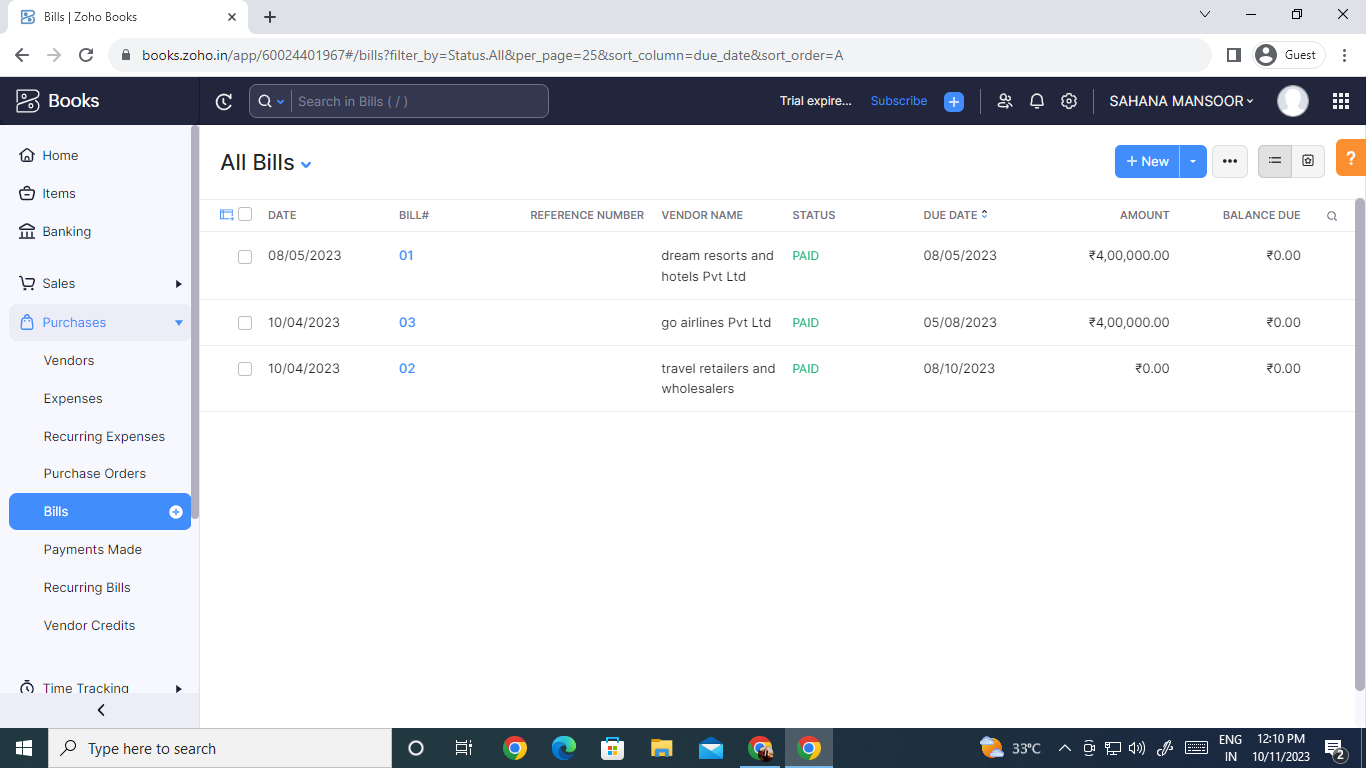 Bills | Zoho Books
books.zoho.in/app/60024401967#/bills?filter_by=Status.All&per_page=25&sort_column=due_date&sort_order=A
Guest
Books
Search in Bills ( / )
Trial expire...
Subscribe
SAHANA MANSOOR
Home
Items
Banking
Sales
Purchases
Vendors
Expenses
Recurring Expenses
Purchase Orders
Bills
Payments Made
Recurring Bills
Vendor Credits
Time Tracking
All Bills
+ New
?
DATE BILL# REFERENCE NUMBER VENDOR NAME STATUS DUE DATE AMOUNT BALANCE DUE
08/05/2023 01 dream resorts and PAID 08/05/2023 ₹4,00,000.00 ₹0.00
hotels Pvt Ltd
10/04/2023 03 go airlines Pvt Ltd PAID 05/08/2023 ₹4,00,000.00 ₹0.00
10/04/2023 02 travel retailers and PAID 08/10/2023 ₹0.00 ₹0.00
wholesalers
Type here to search
33°C
ENG
IN
12:10 PM
10/11/2023
2